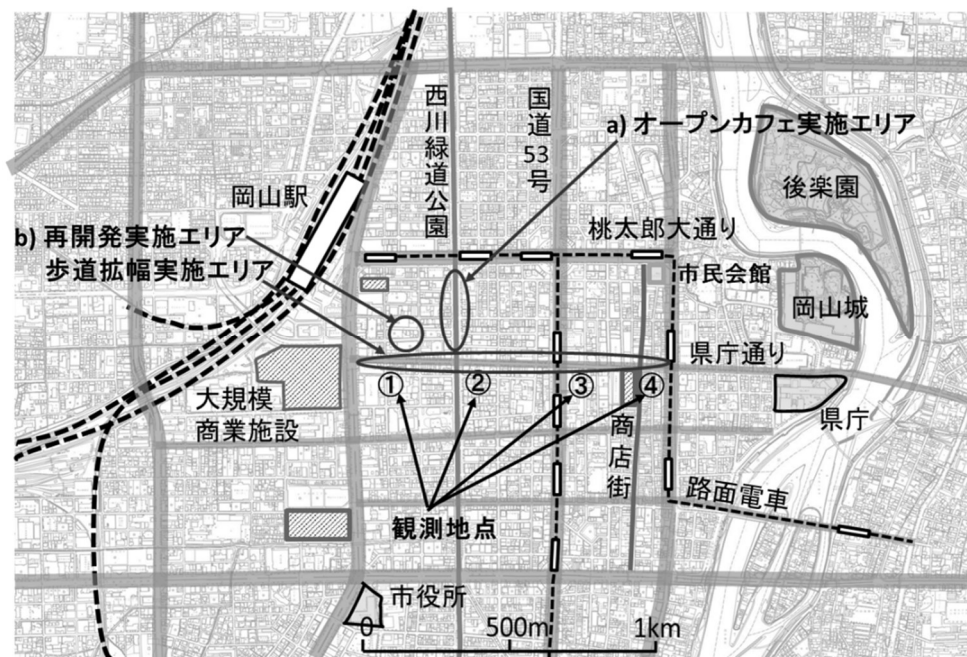 西川緑道公園
国道53号
a) オープンカフェ実施エリア
後楽園
岡山駅
桃太郎大通り
b) 再開発実施エリア
歩道拡幅実施エリア
市民会館
岡山城
県庁通り
① ② ③ ④
大規模
商業施設
県庁
商店街
路面電車
観測地点
市役所
0 500m 1km